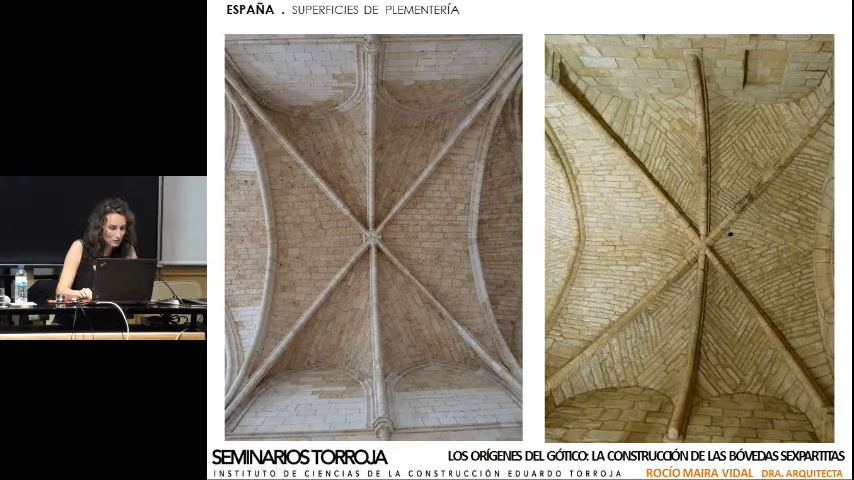 ESPAÑA . SUPERFICIES DE PLEMENTERÍA
SEMINARIOS TORROJA
INSTITUTO DE CIENCIAS DE LA CONSTRUCCIÓN EDUARDO TORROJA
LOS ORÍGENES DEL GÓTICO: LA CONSTRUCCIÓN DE LAS BÓVEDAS SEXPARTITAS
ROCÍO MAIRA VIDAL DRA. ARQUITECTA